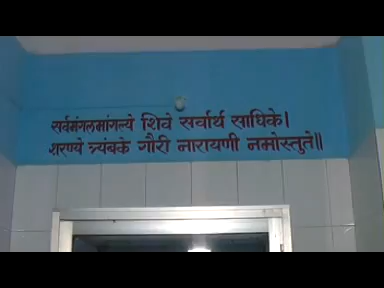 सर्वमंगलमांगल्ये शिवे सर्वार्थ साधिके।
शरण्ये त्र्यंबके गौरी नारायणी नमोस्तुते॥